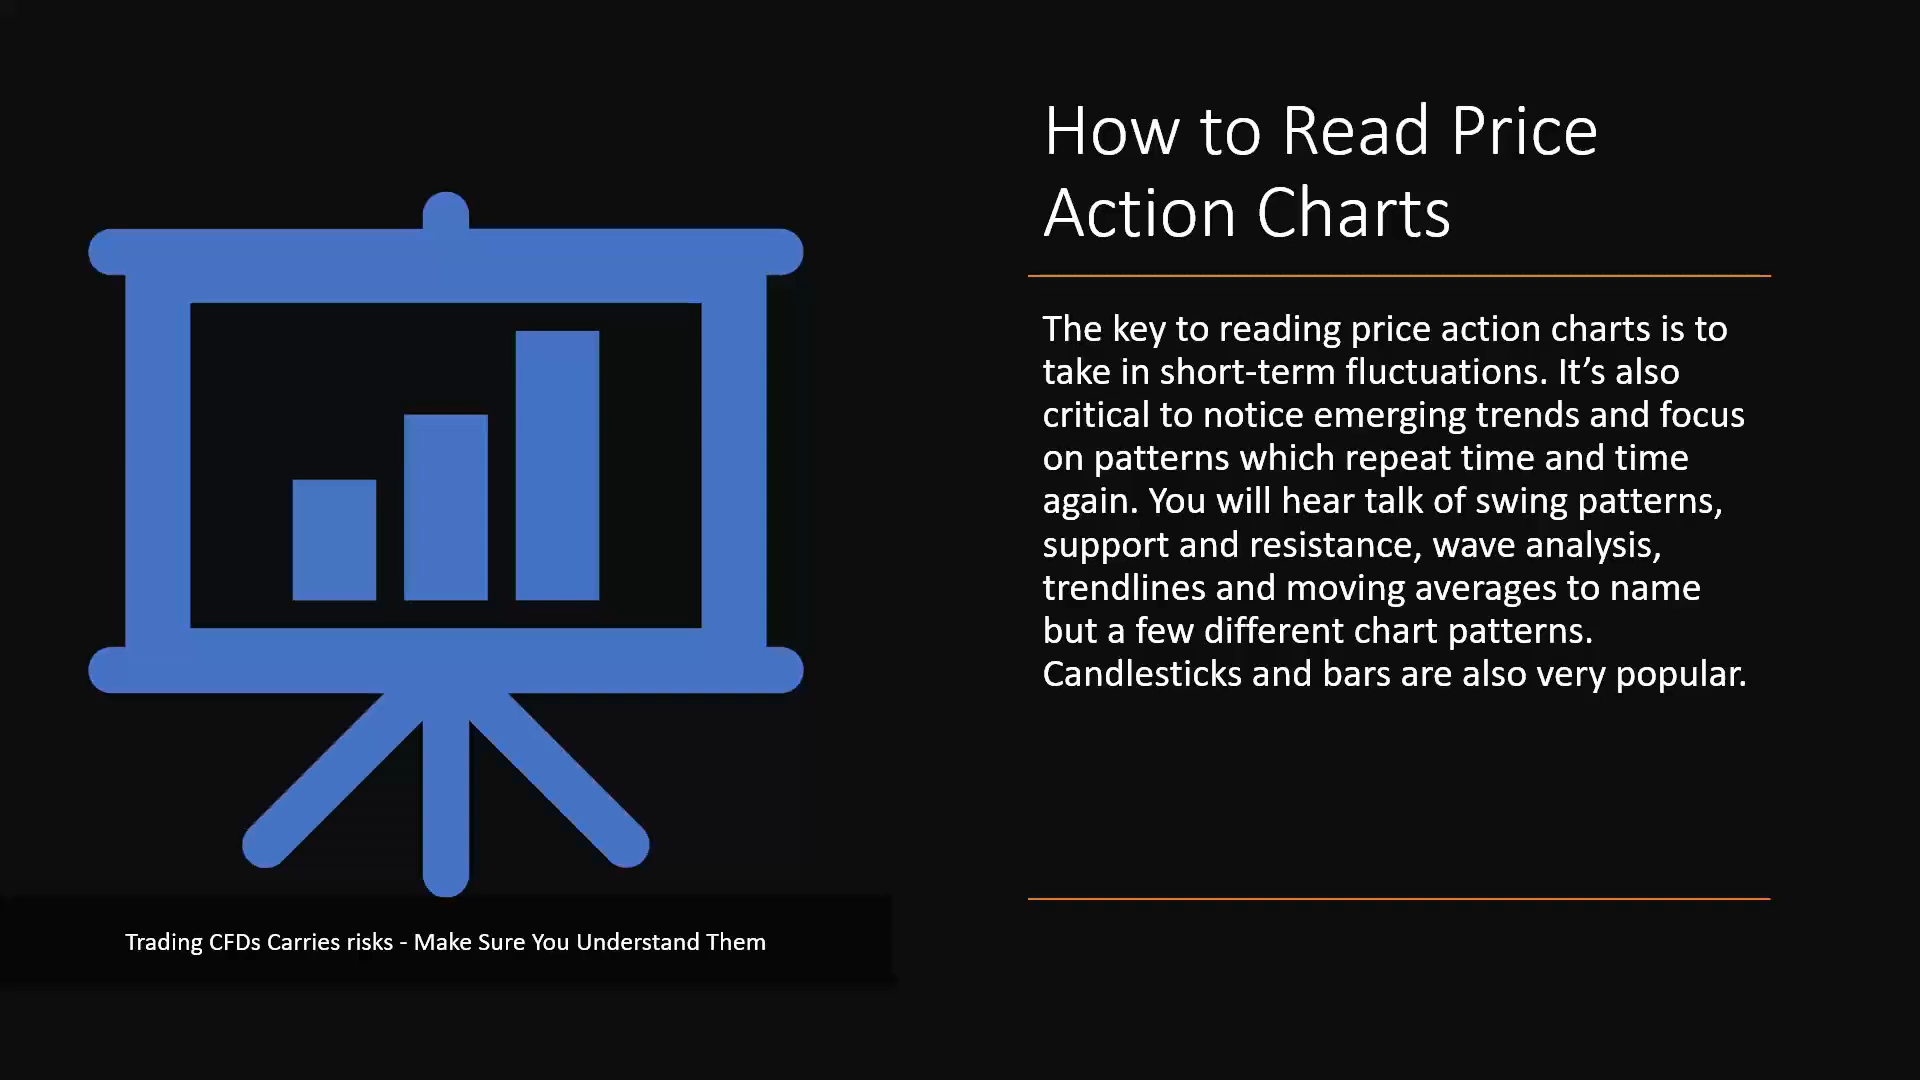 How to Read Price
Action Charts
The key to reading price action charts is to
take in short-term fluctuations. It’s also
critical to notice emerging trends and focus
on patterns which repeat time and time
again. You will hear talk of swing patterns,
support and resistance, wave analysis,
trendlines and moving averages to name
but a few different chart patterns.
Candlesticks and bars are also very popular.
Trading CFDs Carries risks - Make Sure You Understand Them